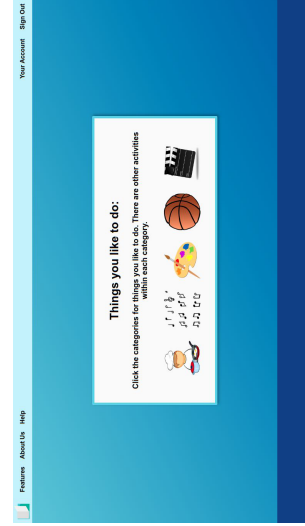 Features About Us Help Your Account Sign Out
Things you like to do:
Click the categories for things you like to do. There are other activities
within each category.